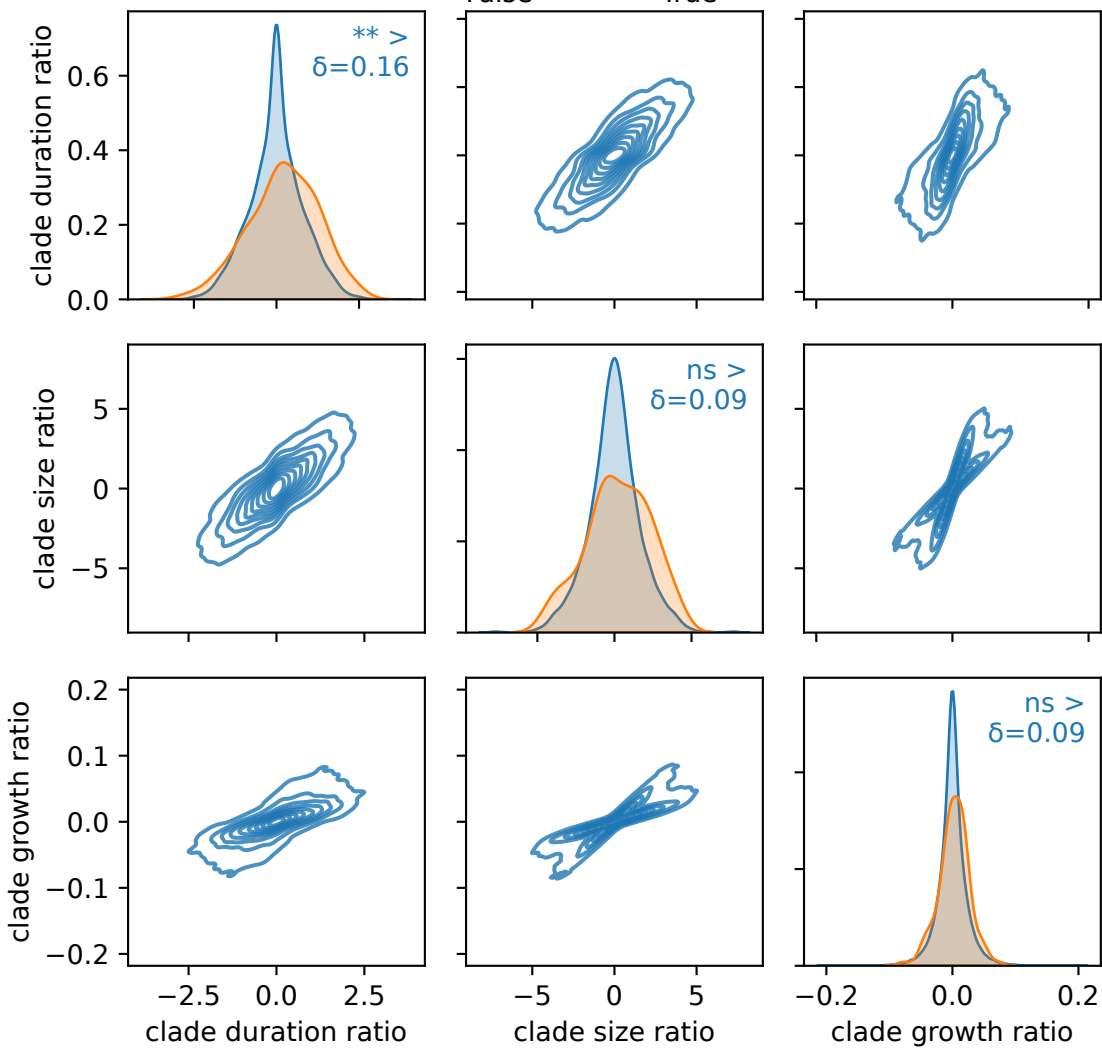 False True
clade duration ratio
0.6
0.4
0.2
0.0
** >
δ=0.16
clade size ratio
5
0
−5
ns >
δ=0.09
clade growth ratio
0.2
0.1
0.0
−0.1
−0.2
ns >
δ=0.09
−2.5 0.0 2.5
−5 0 5
−0.2 0.0 0.2
clade duration ratio
clade size ratio
clade growth ratio